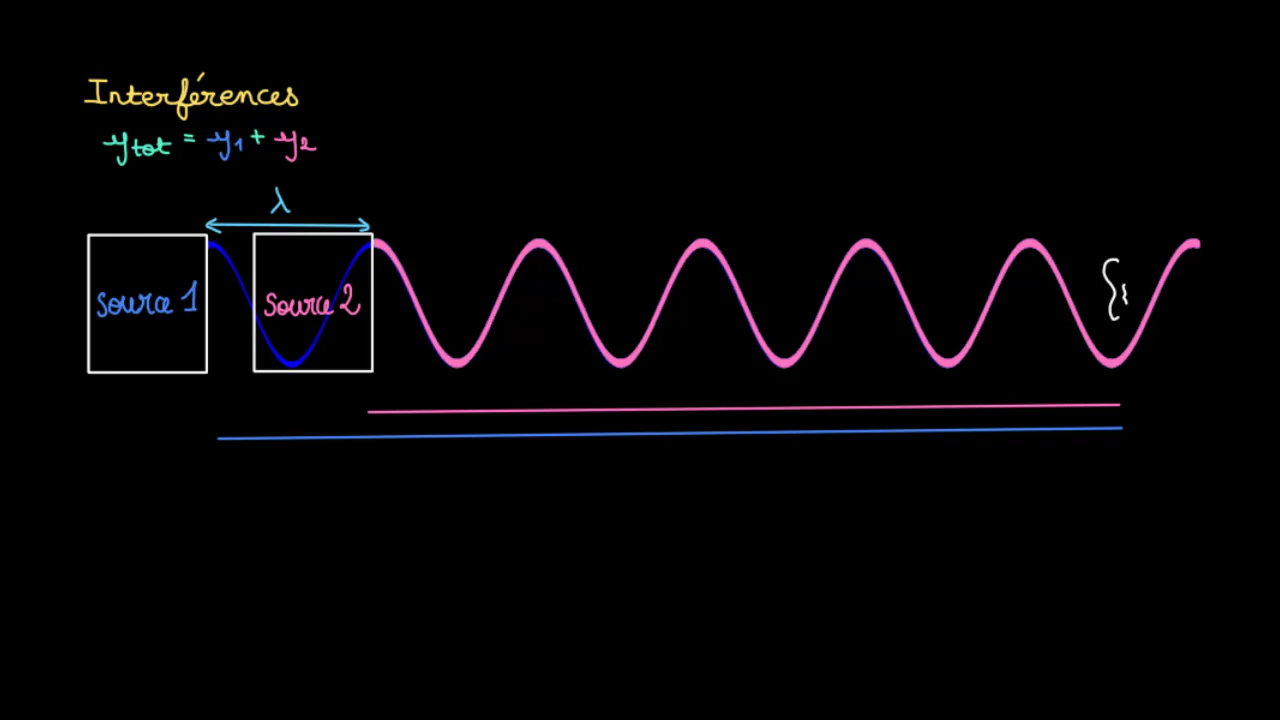 Interférences
ytot = y1 + y2
λ
Source 1
Source 2